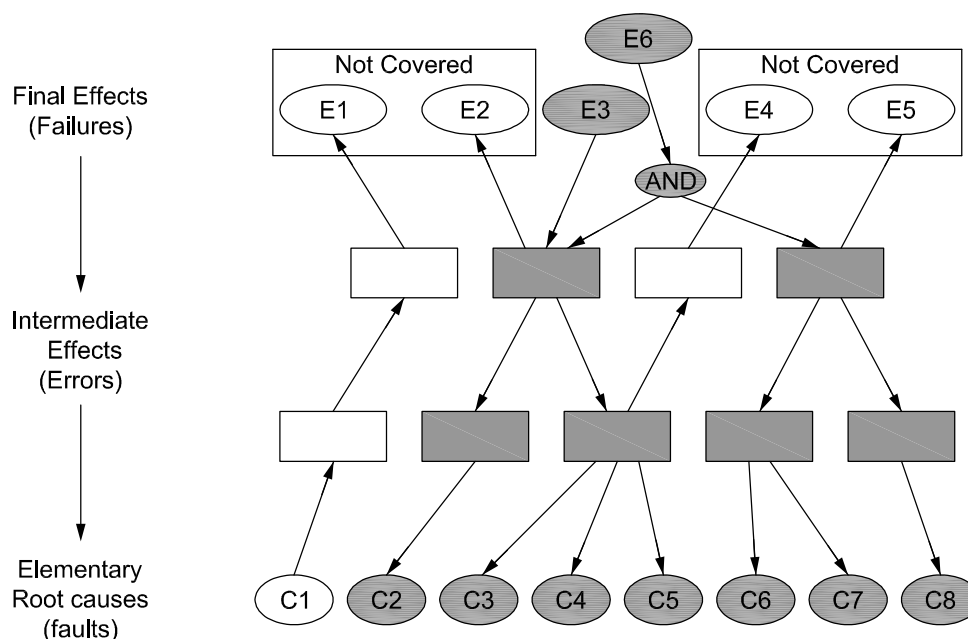 E6
Not Covered
Not Covered
Final Effects
(Failures)
E1
E2
E3
E4
E5
AND
Intermediate
Effects
(Errors)
Elementary
Root causes
(faults)
C1
C2
C3
C4
C5
C6
C7
C8